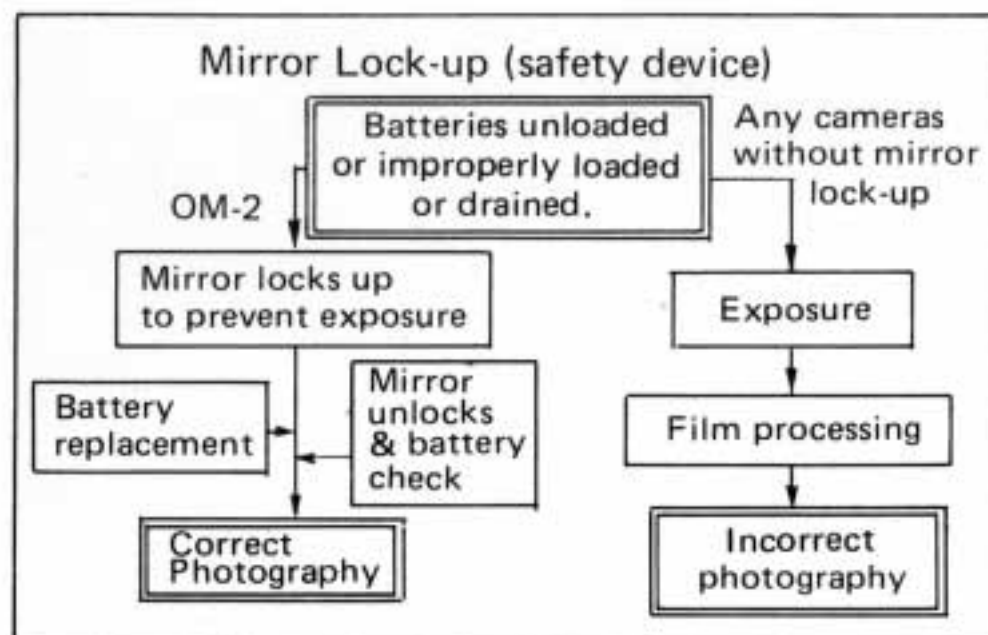 Mirror Lock-up (safety device)
Batteries unloaded
or improperly loaded
or drained.
Any cameras
without mirror
lock-up
OM-2
Mirror locks up
to prevent exposure
Exposure
Battery
replacement
Mirror
unlocks
& battery
check
Film processing
Correct
Photography
Incorrect
photography